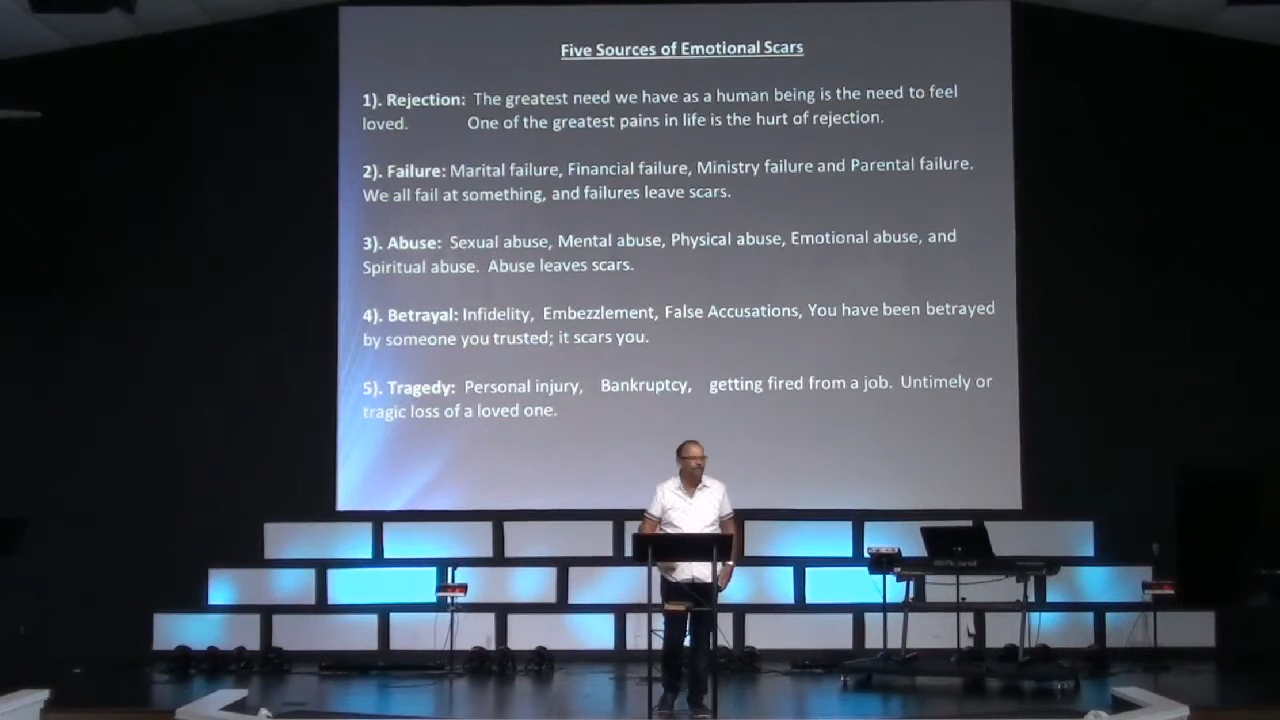 Five Sources of Emotional Scars
1). Rejection: The greatest need we have as a human being is the need to feel
loved. One of the greatest pains in life is the hurt of rejection.
2). Failure: Marital failure, Financial failure, Ministry failure and Parental failure.
We all fail at something, and failures leave scars.
3). Abuse: Sexual abuse, Mental abuse, Physical abuse, Emotional abuse, and
Spiritual abuse. Abuse leaves scars.
4). Betrayal: Infidelity, Embezzlement, False Accusations, You have been betrayed
by someone you trusted; it scars you.
5). Tragedy: Personal injury, Bankruptcy, getting fired from a job. Untimely or
tragic loss of a loved one.
Roland